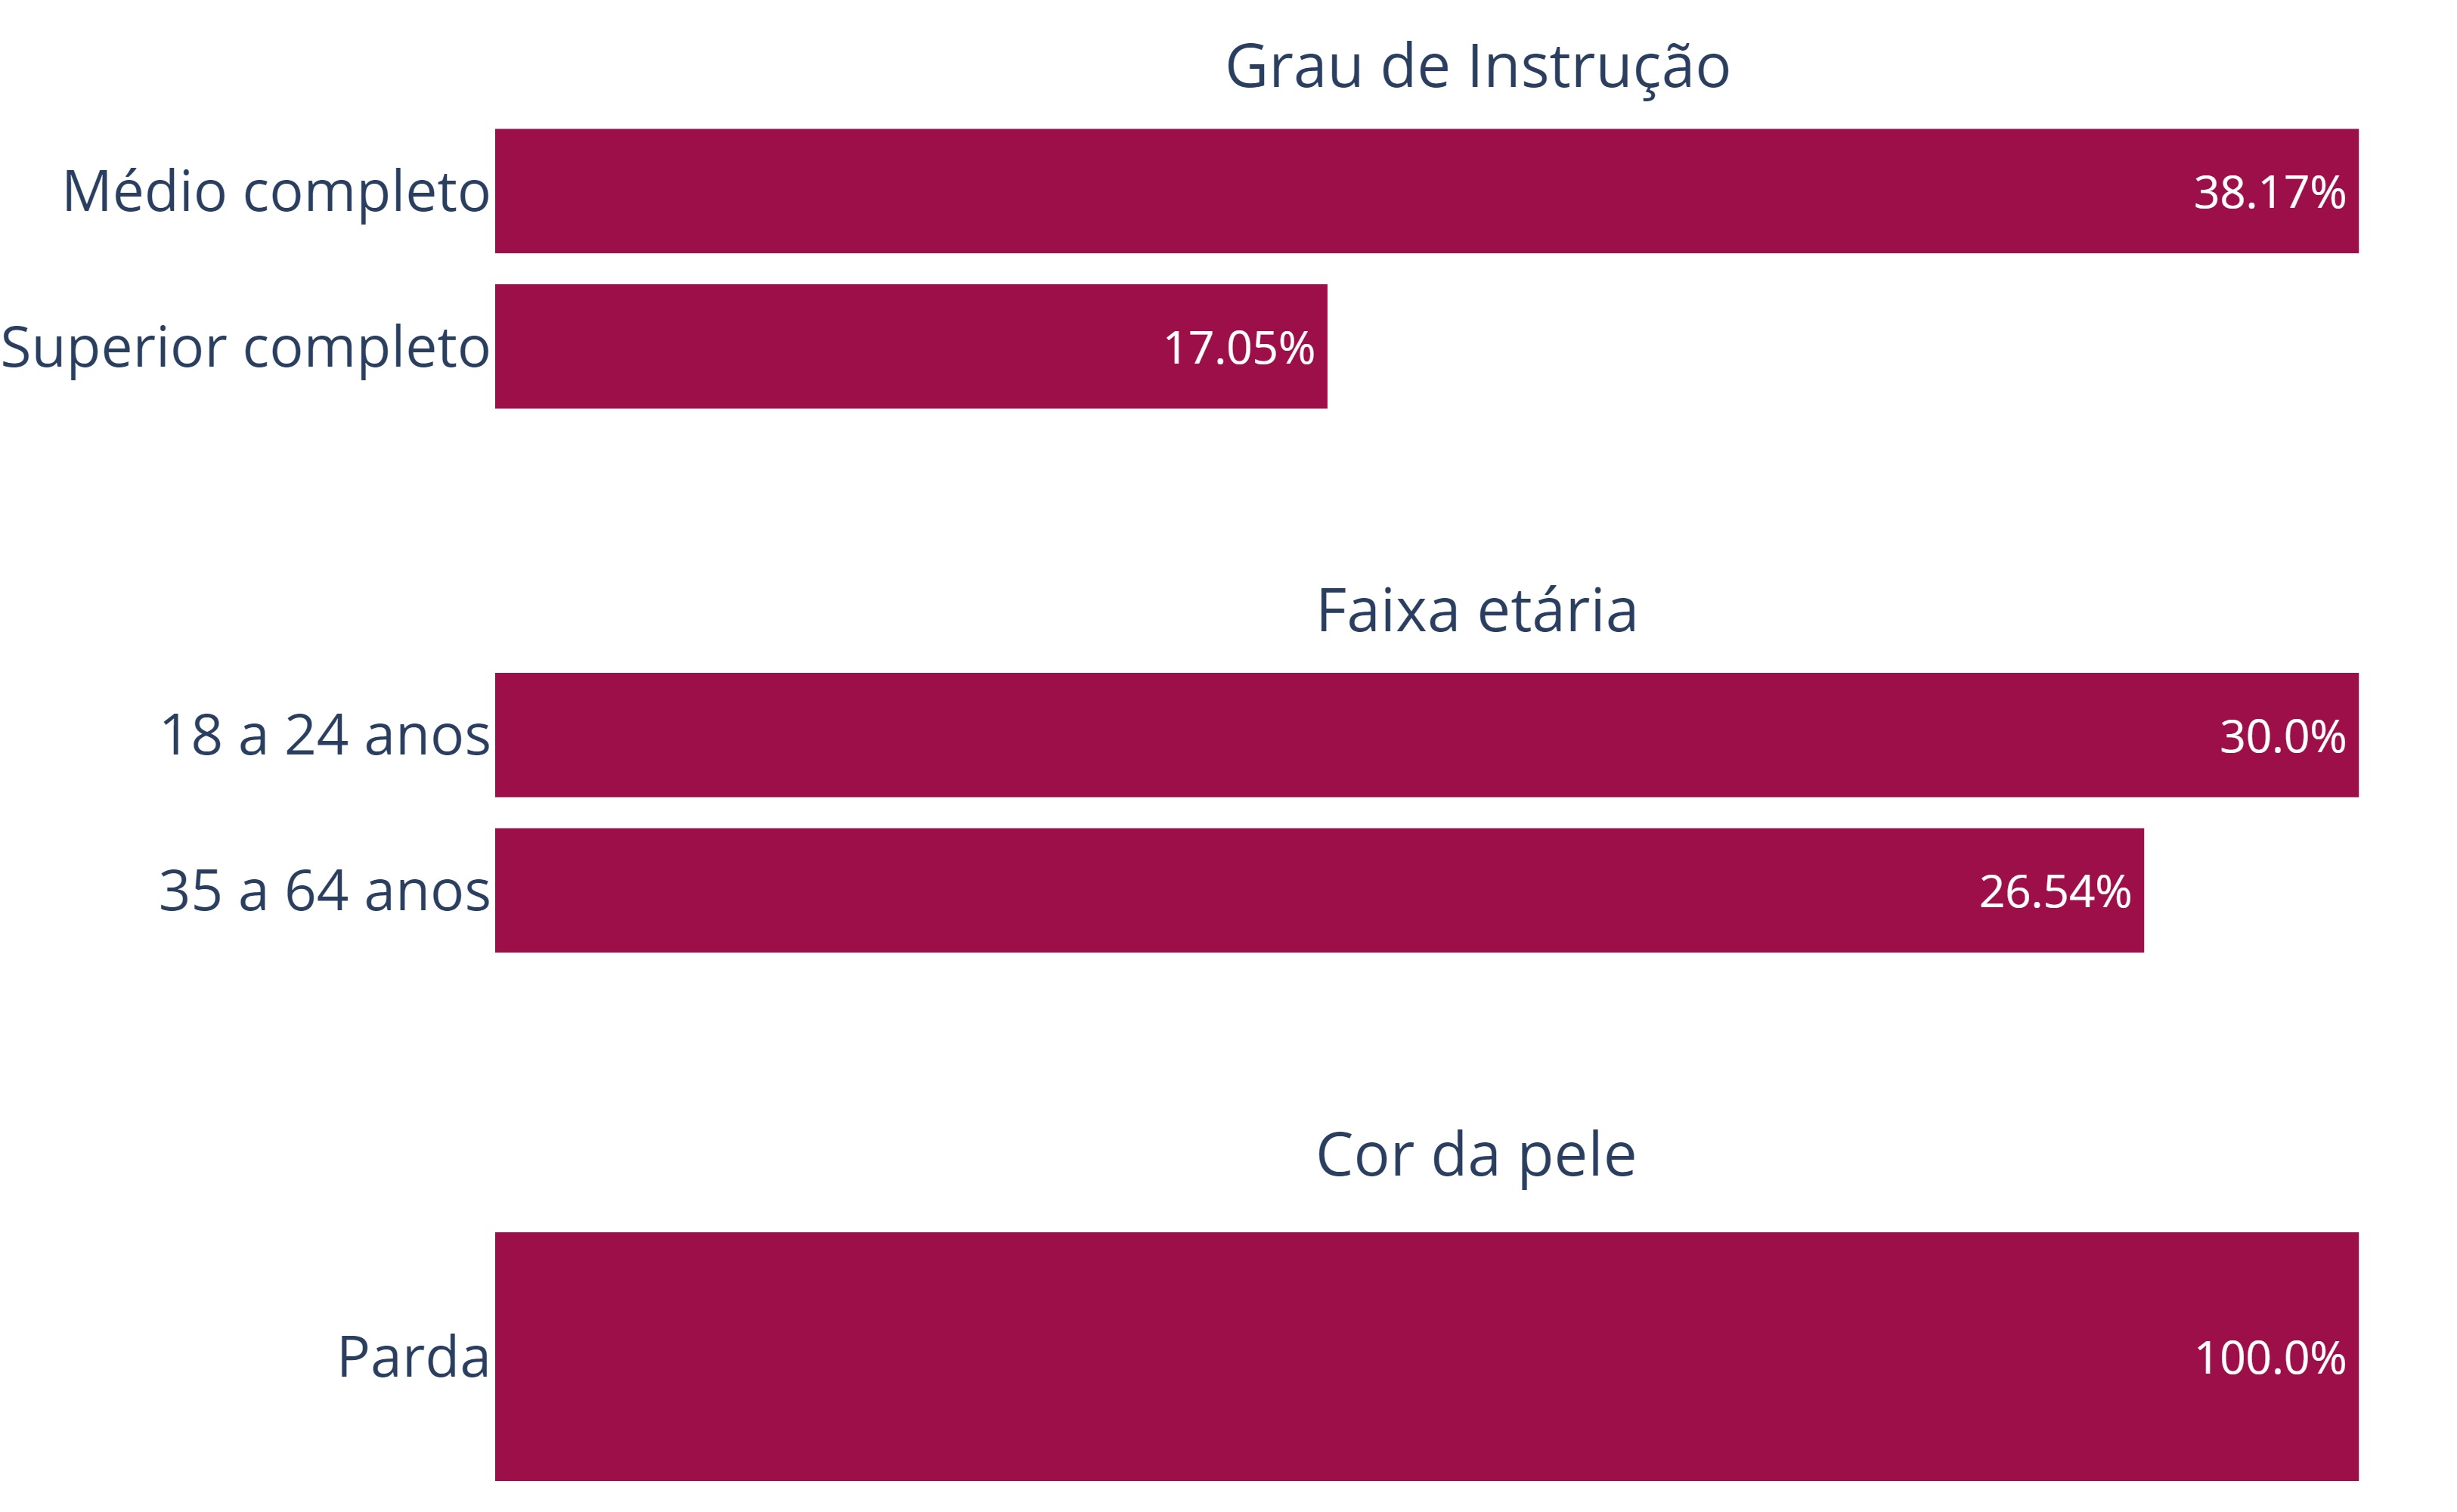 Grau de Instrução
Médio completo 38.17%
Superior completo 17.05%
Faixa etária
18 a 24 anos 30.0%
35 a 64 anos 26.54%
Cor da pele
Parda 100.0%